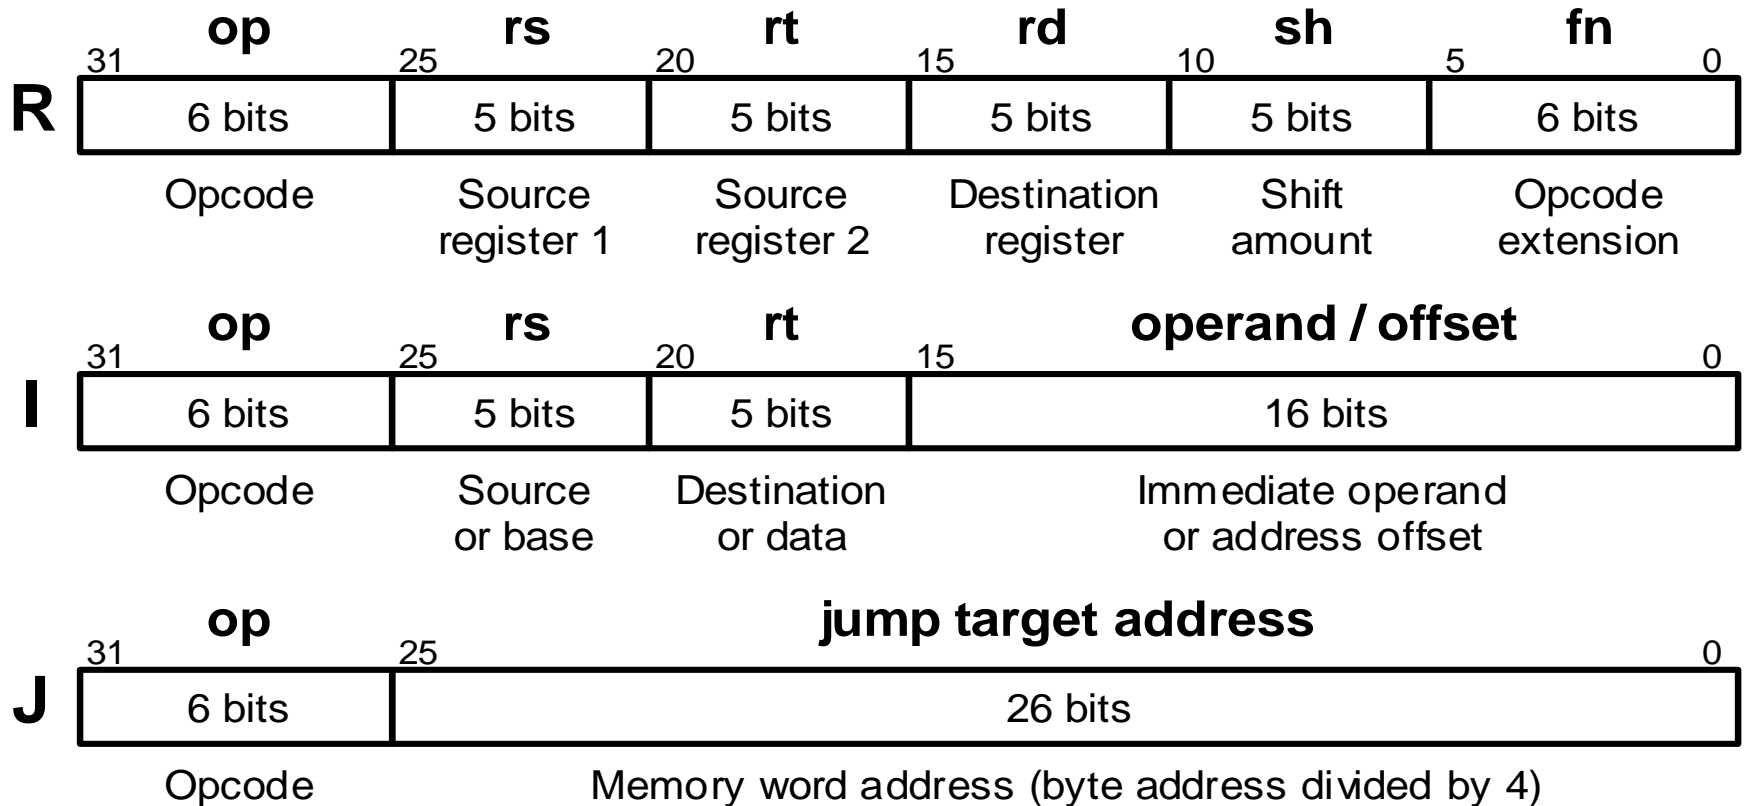 op rs rt rd sh fn
31 25 20 15 10 5 0
R 6 bits 5 bits 5 bits 5 bits 5 bits 6 bits
Opcode Source Source Destination Shift Opcode
register 1 register 2 register amount extension
op rs rt operand / offset
31 25 20 15 0
I 6 bits 5 bits 5 bits 16 bits
Opcode Source Destination Immediate operand
or base or data or address offset
op jump target address
31 25 0
J 6 bits 26 bits
Opcode Memory word address (byte address divided by 4)